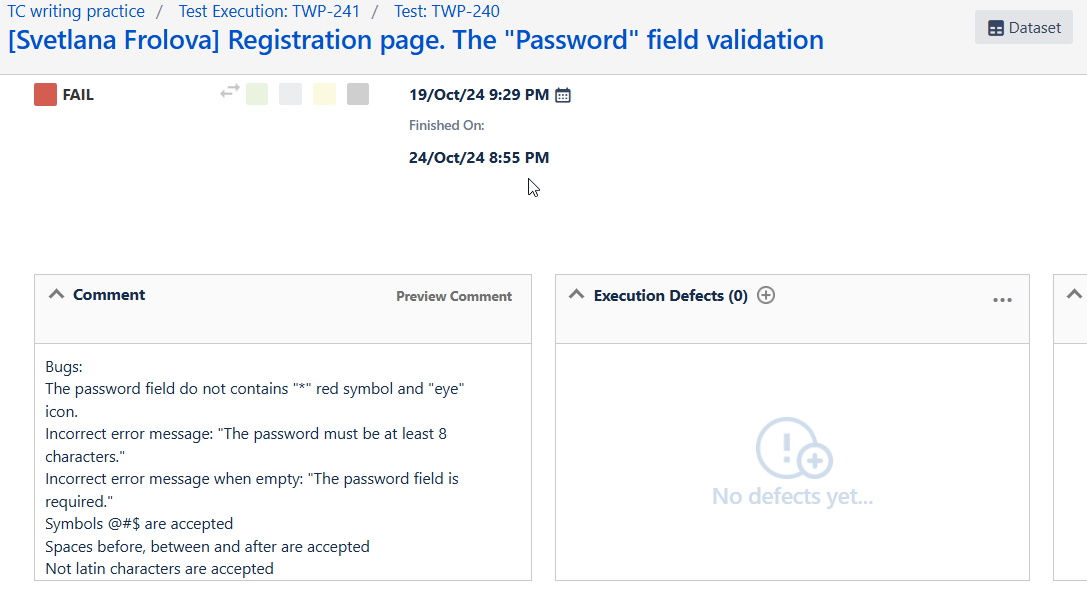 TC writing practice / Test Execution: TWP-241 / Test: TWP-240
[Svetlana Frolova] Registration page. The "Password" field validation
Dataset
FAIL
19/Oct/24 9:29 PM
Finished On:
24/Oct/24 8:55 PM
Comment
Preview Comment
Bugs:
The password field do not contains "*" red symbol and "eye"
icon.
Incorrect error message: "The password must be at least 8
characters."
Incorrect error message when empty: "The password field is
required."
Symbols @#$ are accepted
Spaces before, between and after are accepted
Not latin characters are accepted
Execution Defects (0)
No defects yet...